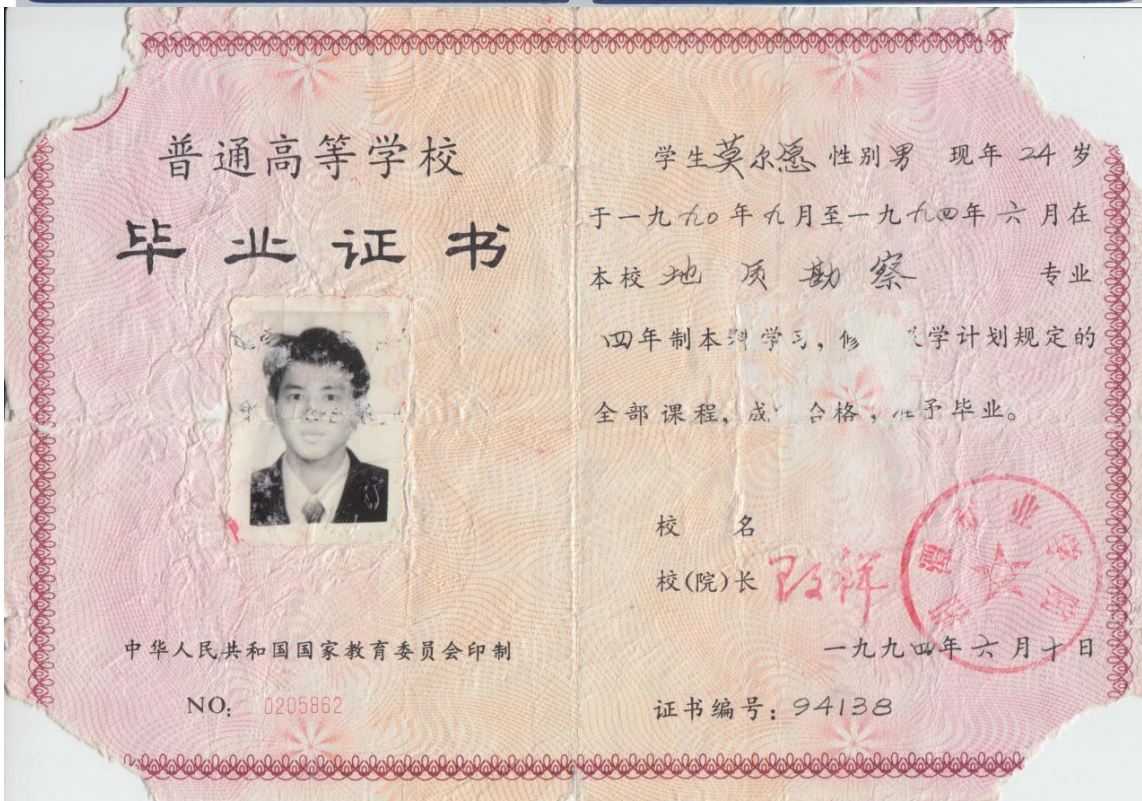 普通高等学校
毕业证书
中华人民共和国国家教育委员会印制
NO: 0205862
学生莫尔愚 性别男 现年 24 岁
于一九九〇年九月至一九九四年六月在
本校 地质勘察 专业
四年制本科学习, 修 学计划规定的
全部课程, 成 合格, 准予毕业。
校 名
校(院)长
一九九四年六月十日
证书编号: 94138